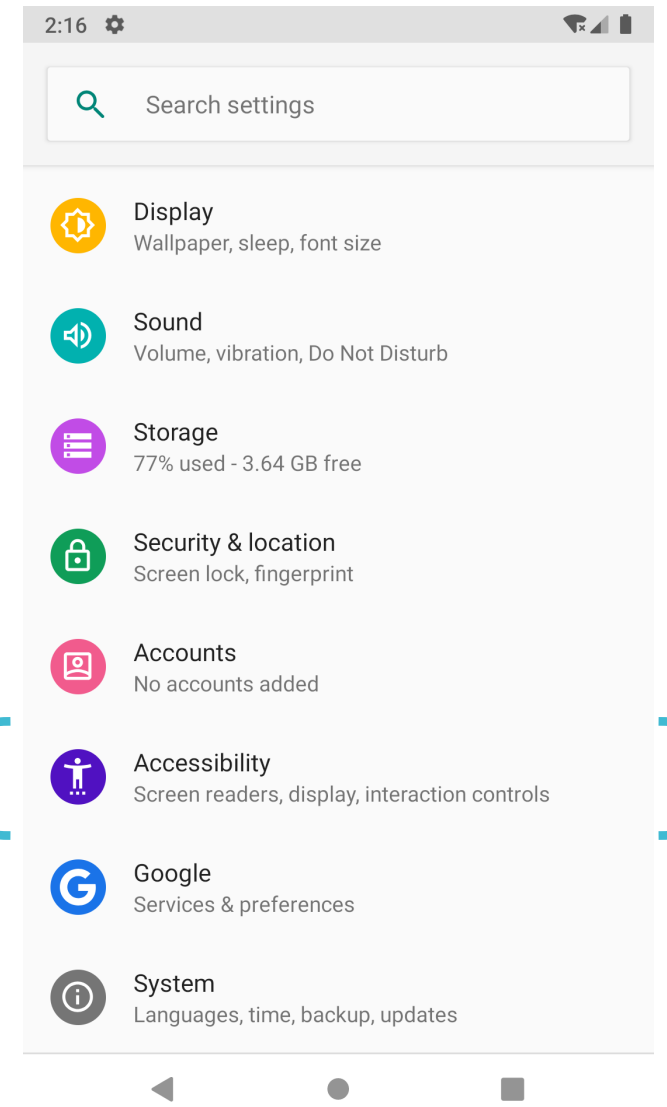 2:16
Search settings
Display
Wallpaper, sleep, font size
Sound
Volume, vibration, Do Not Disturb
Storage
77% used - 3.64 GB free
Security & location
Screen lock, fingerprint
Accounts
No accounts added
Accessibility
Screen readers, display, interaction controls
Google
Services & preferences
System
Languages, time, backup, updates